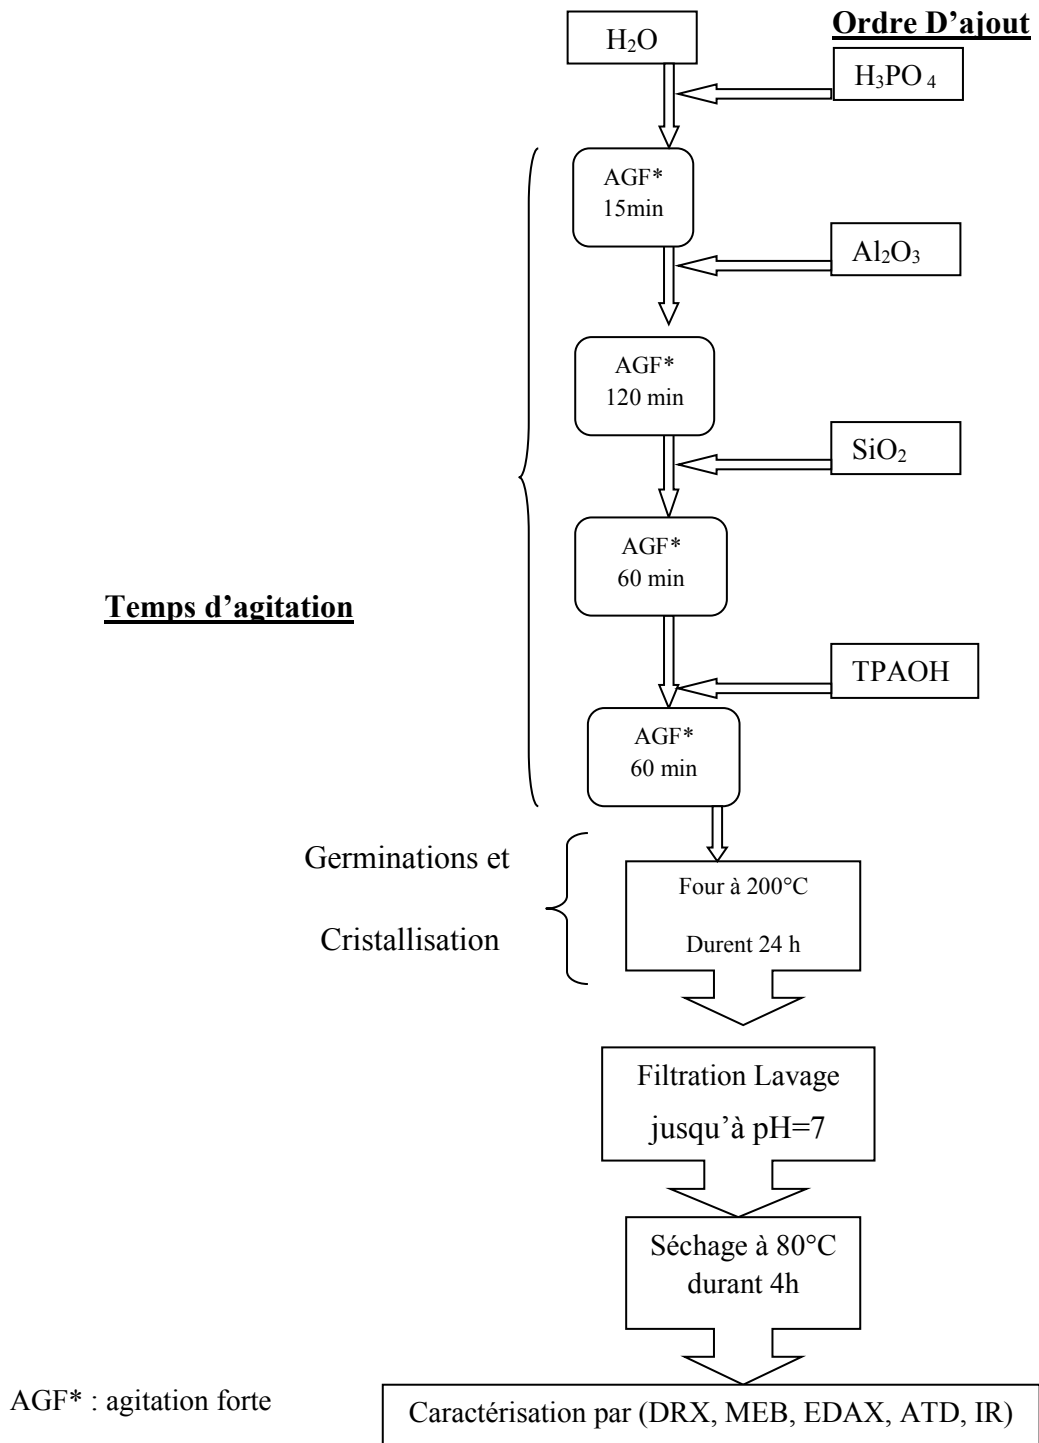 Ordre D’ajout
H₂O
H₃PO ₄
AGF*
15min
Al₂O₃
AGF*
120 min
SiO₂
AGF*
60 min
Temps d’agitation
TPAOH
AGF*
60 min
Germinations et
Cristallisation
Four à 200°C
Durent 24 h
Filtration Lavage
jusqu’à pH=7
Séchage à 80°C
durant 4h
AGF* : agitation forte
Caractérisation par (DRX, MEB, EDAX, ATD, IR)